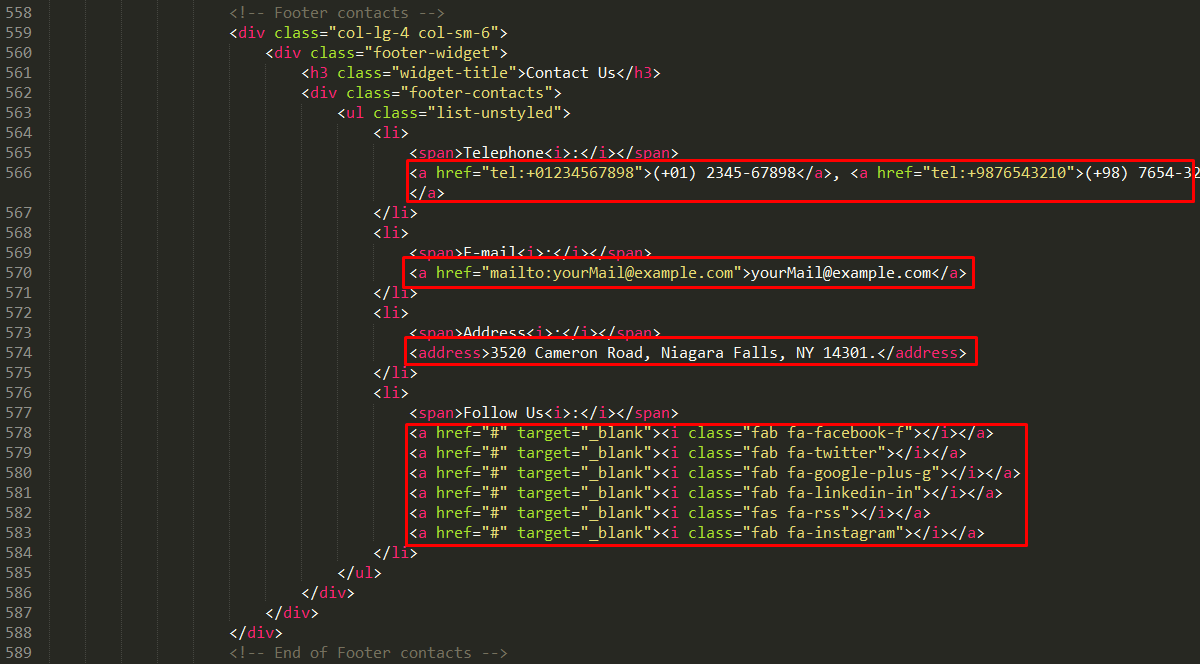 558 <!-- Footer contacts -->
559 <div class="col-lg-4 col-sm-6">
560 <div class="footer-widget">
561 <h3 class="widget-title">Contact Us</h3>
562 <div class="footer-contacts">
563 <ul class="list-unstyled">
564 <li>
565 <span>Telephone<i>:</i></span>
566 <a href="tel:+01234567898">(+01) 2345-67898</a>, <a href="tel:+9876543210">(+98) 7654-32
</a>
567 </li>
568 <li>
569 <span>E-mail<i>:</i></span>
570 <a href="mailto:yourMail@example.com">yourMail@example.com</a>
571 </li>
572 <li>
573 <span>Address<i>:</i></span>
574 <address>3520 Cameron Road, Niagara Falls, NY 14301.</address>
575 </li>
576 <li>
577 <span>Follow Us<i>:</i></span>
578 <a href="#" target="_blank"><i class="fab fa-facebook-f"></i></a>
579 <a href="#" target="_blank"><i class="fab fa-twitter"></i></a>
580 <a href="#" target="_blank"><i class="fab fa-google-plus-g"></i></a>
581 <a href="#" target="_blank"><i class="fab fa-linkedin-in"></i></a>
582 <a href="#" target="_blank"><i class="fas fa-rss"></i></a>
583 <a href="#" target="_blank"><i class="fab fa-instagram"></i></a>
584 </li>
585 </ul>
586 </div>
587 </div>
588 </div>
589 <!-- End of Footer contacts -->